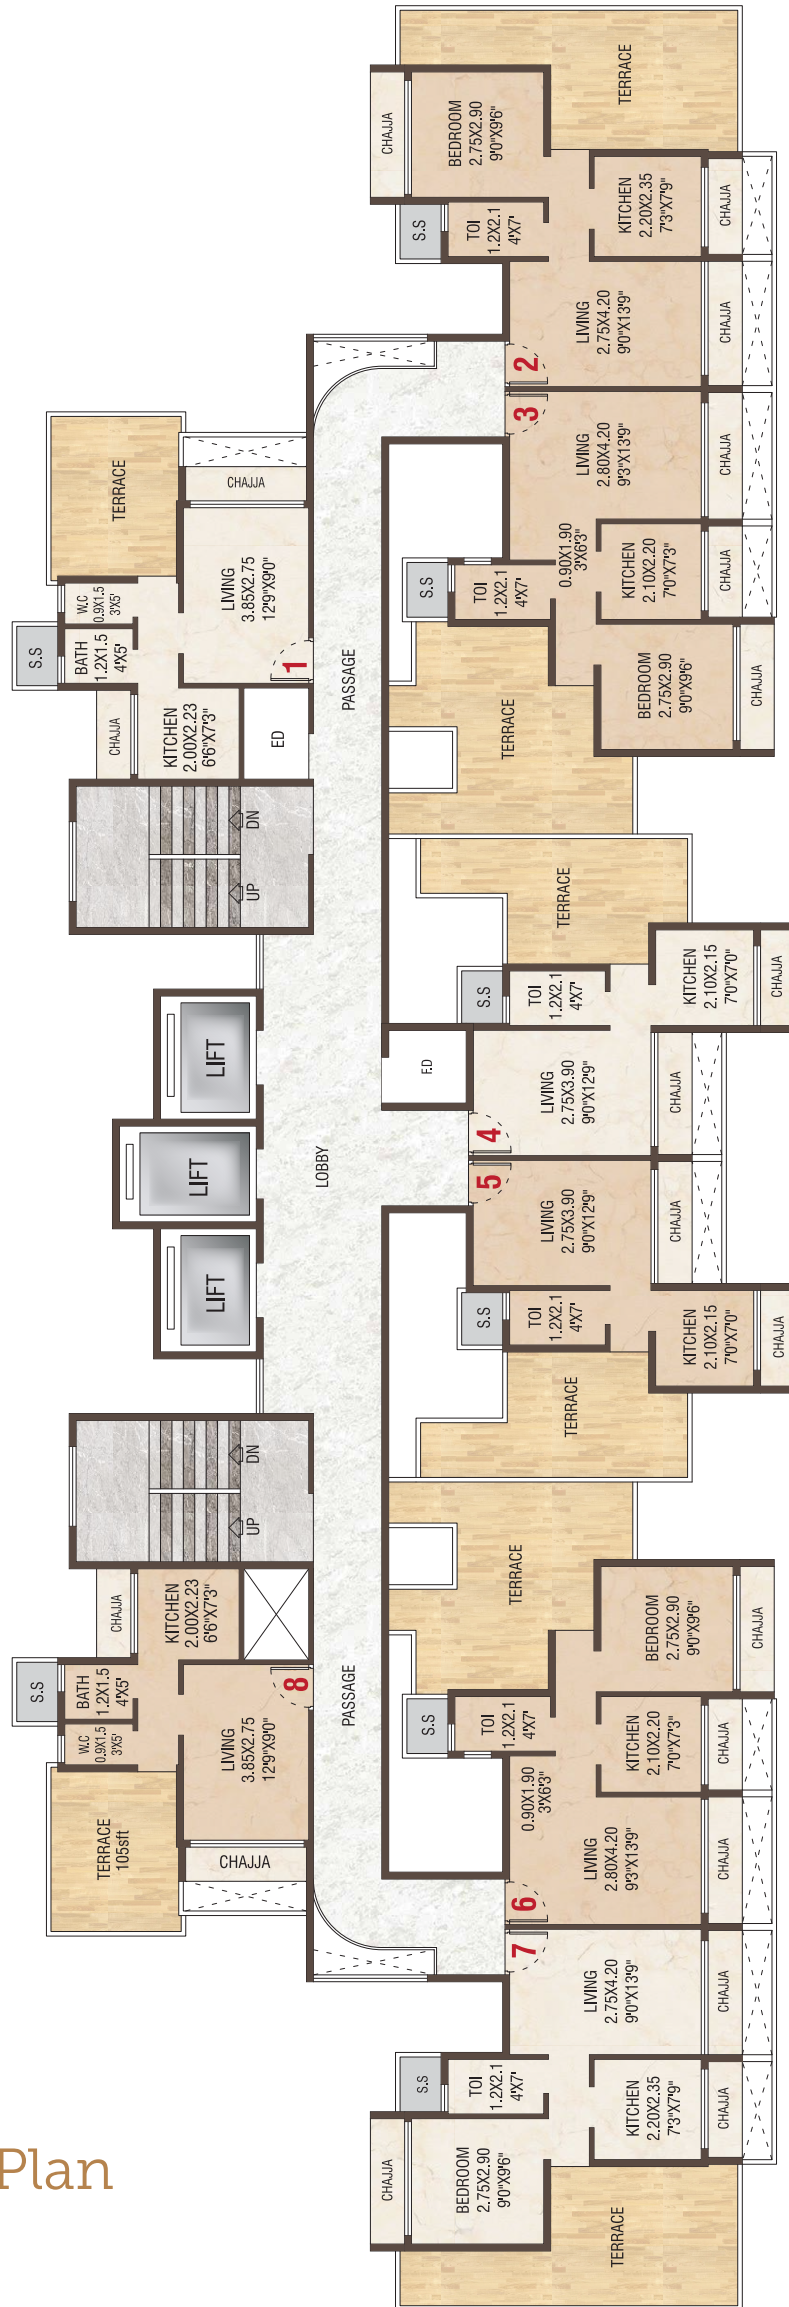 TERRACE
CHAJJA
BEDROOM
2.75X2.90
9'0"X9'6"
S.S
TOI
1.2X2.1
4'X7'
KITCHEN
2.20X2.35
7'3"X7'9"
CHAJJA
LIVING
2.75X4.20
9'0"X13'9"
CHAJJA
2
3
LIVING
2.80X4.20
9'3"X13'9"
CHAJJA
0.90X1.90
3'X6'3"
KITCHEN
2.10X2.20
7'0"X7'3"
CHAJJA
S.S
TOI
1.2X2.1
4'X7'
BEDROOM
2.75X2.90
9'0"X9'6"
CHAJJA
TERRACE
TERRACE
CHAJJA
W.C
0.9X1.5
3'X5'
LIVING
3.85X2.75
12'9"X9'0"
S.S
BATH
1.2X1.5
4'X5'
1
CHAJJA
KITCHEN
2.00X2.23
6'6"X7'3"
ED
PASSAGE
DN
UP
TERRACE
S.S
TOI
1.2X2.1
4'X7'
KITCHEN
2.10X2.15
7'0"X7'0"
CHAJJA
F.D
LIVING
2.75X3.90
9'0"X12'9"
CHAJJA
4
5
LIFT
LIFT
LIFT
LOBBY
LIVING
2.75X3.90
9'0"X12'9"
CHAJJA
S.S
TOI
1.2X2.1
4'X7'
KITCHEN
2.10X2.15
7'0"X7'0"
CHAJJA
TERRACE
DN
UP
TERRACE
CHAJJA
KITCHEN
2.00X2.23
6'6"X7'3"
S.S
BATH
1.2X1.5
4'X5'
8
W.C
0.9X1.5
3'X5'
LIVING
3.85X2.75
12'9"X9'0"
PASSAGE
TERRACE
105sft
CHAJJA
BEDROOM
2.75X2.90
9'0"X9'6"
CHAJJA
S.S
TOI
1.2X2.1
4'X7'
KITCHEN
2.10X2.20
7'0"X7'3"
CHAJJA
0.90X1.90
3'X6'3"
LIVING
2.80X4.20
9'3"X13'9"
CHAJJA
6
7
LIVING
2.75X4.20
9'0"X13'9"
CHAJJA
S.S
TOI
1.2X2.1
4'X7'
KITCHEN
2.20X2.35
7'3"X7'9"
CHAJJA
CHAJJA
BEDROOM
2.75X2.90
9'0"X9'6"
TERRACE
Plan